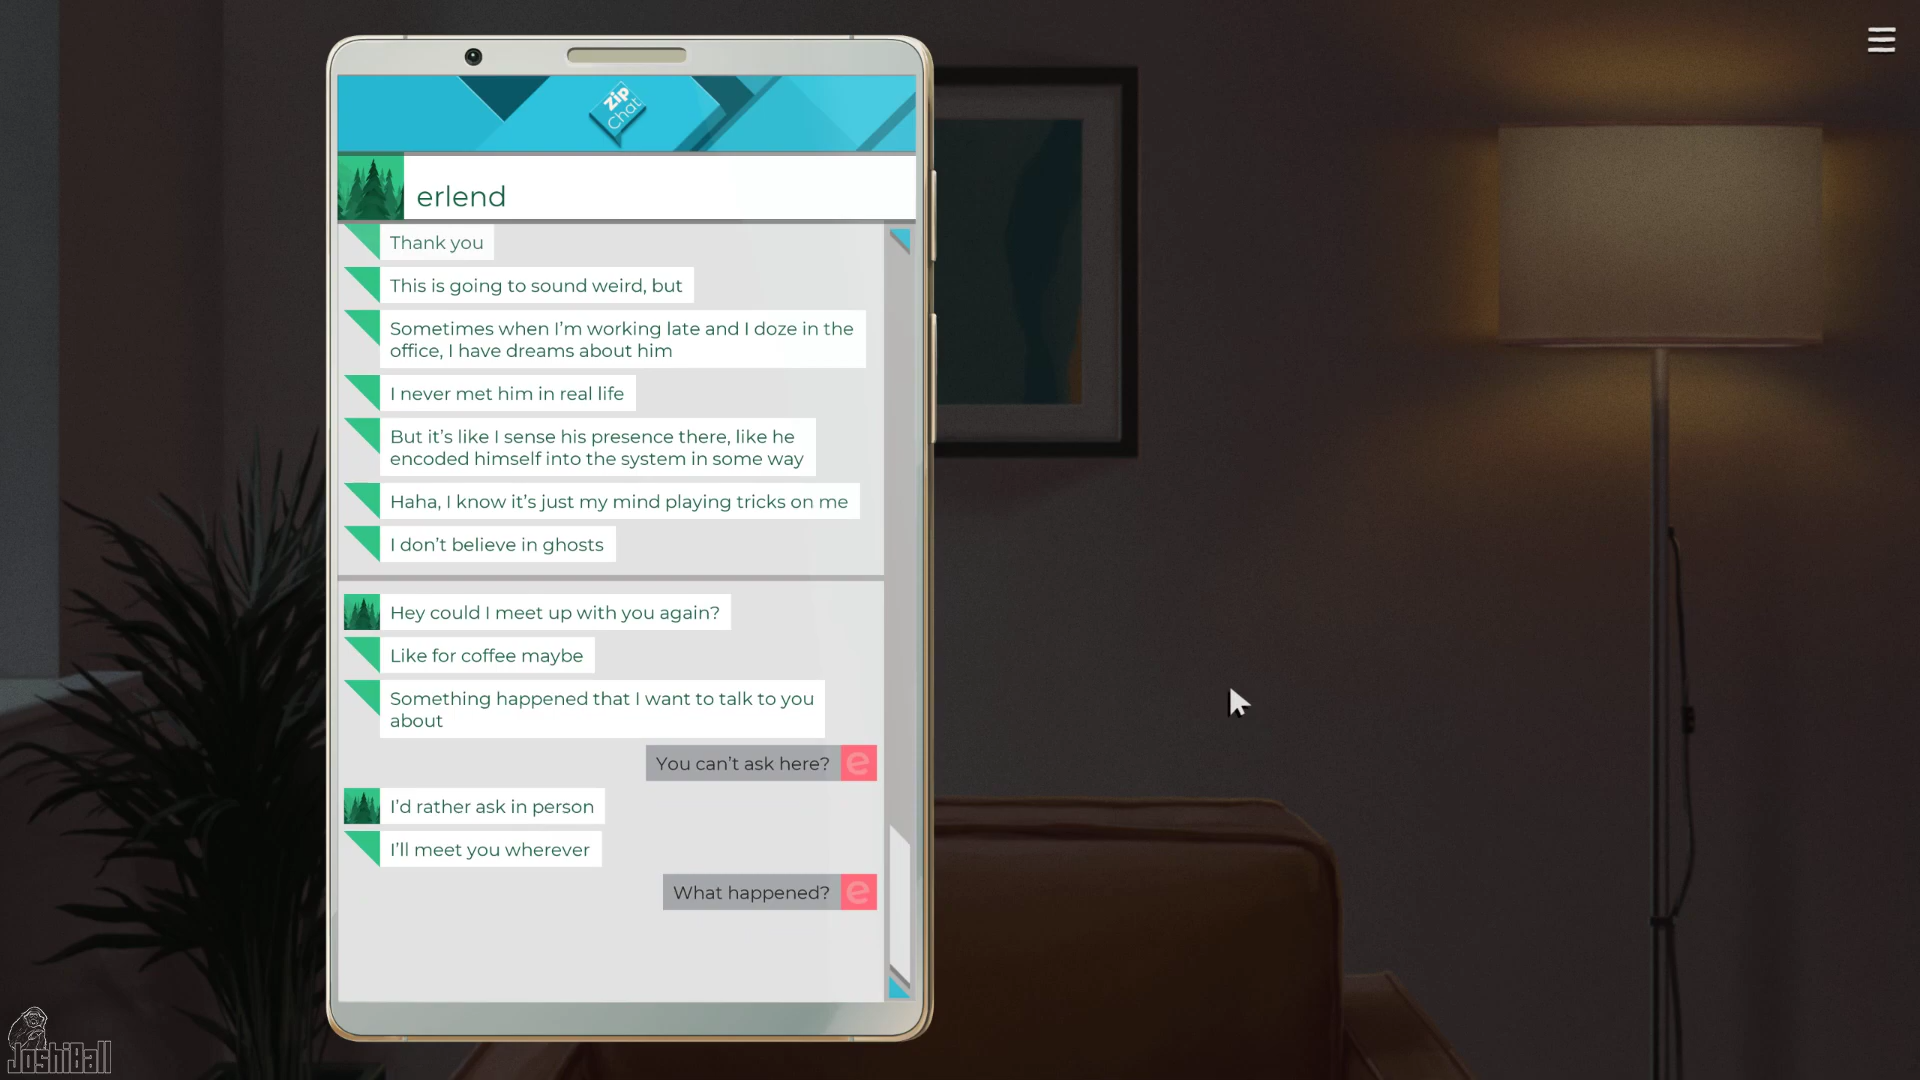 zip
Chat
erlend
Thank you
This is going to sound weird, but
Sometimes when I'm working late and I doze in the
office, I have dreams about him
I never met him in real life
But it's like I sense his presence there, like he
encoded himself into the system in some way
Haha, I know it's just my mind playing tricks on me
I don't believe in ghosts
Hey could I meet up with you again?
Like for coffee maybe
Something happened that I want to talk to you
about
You can't ask here?
e
I'd rather ask in person
I'll meet you wherever
What happened?
e
JoshiBall